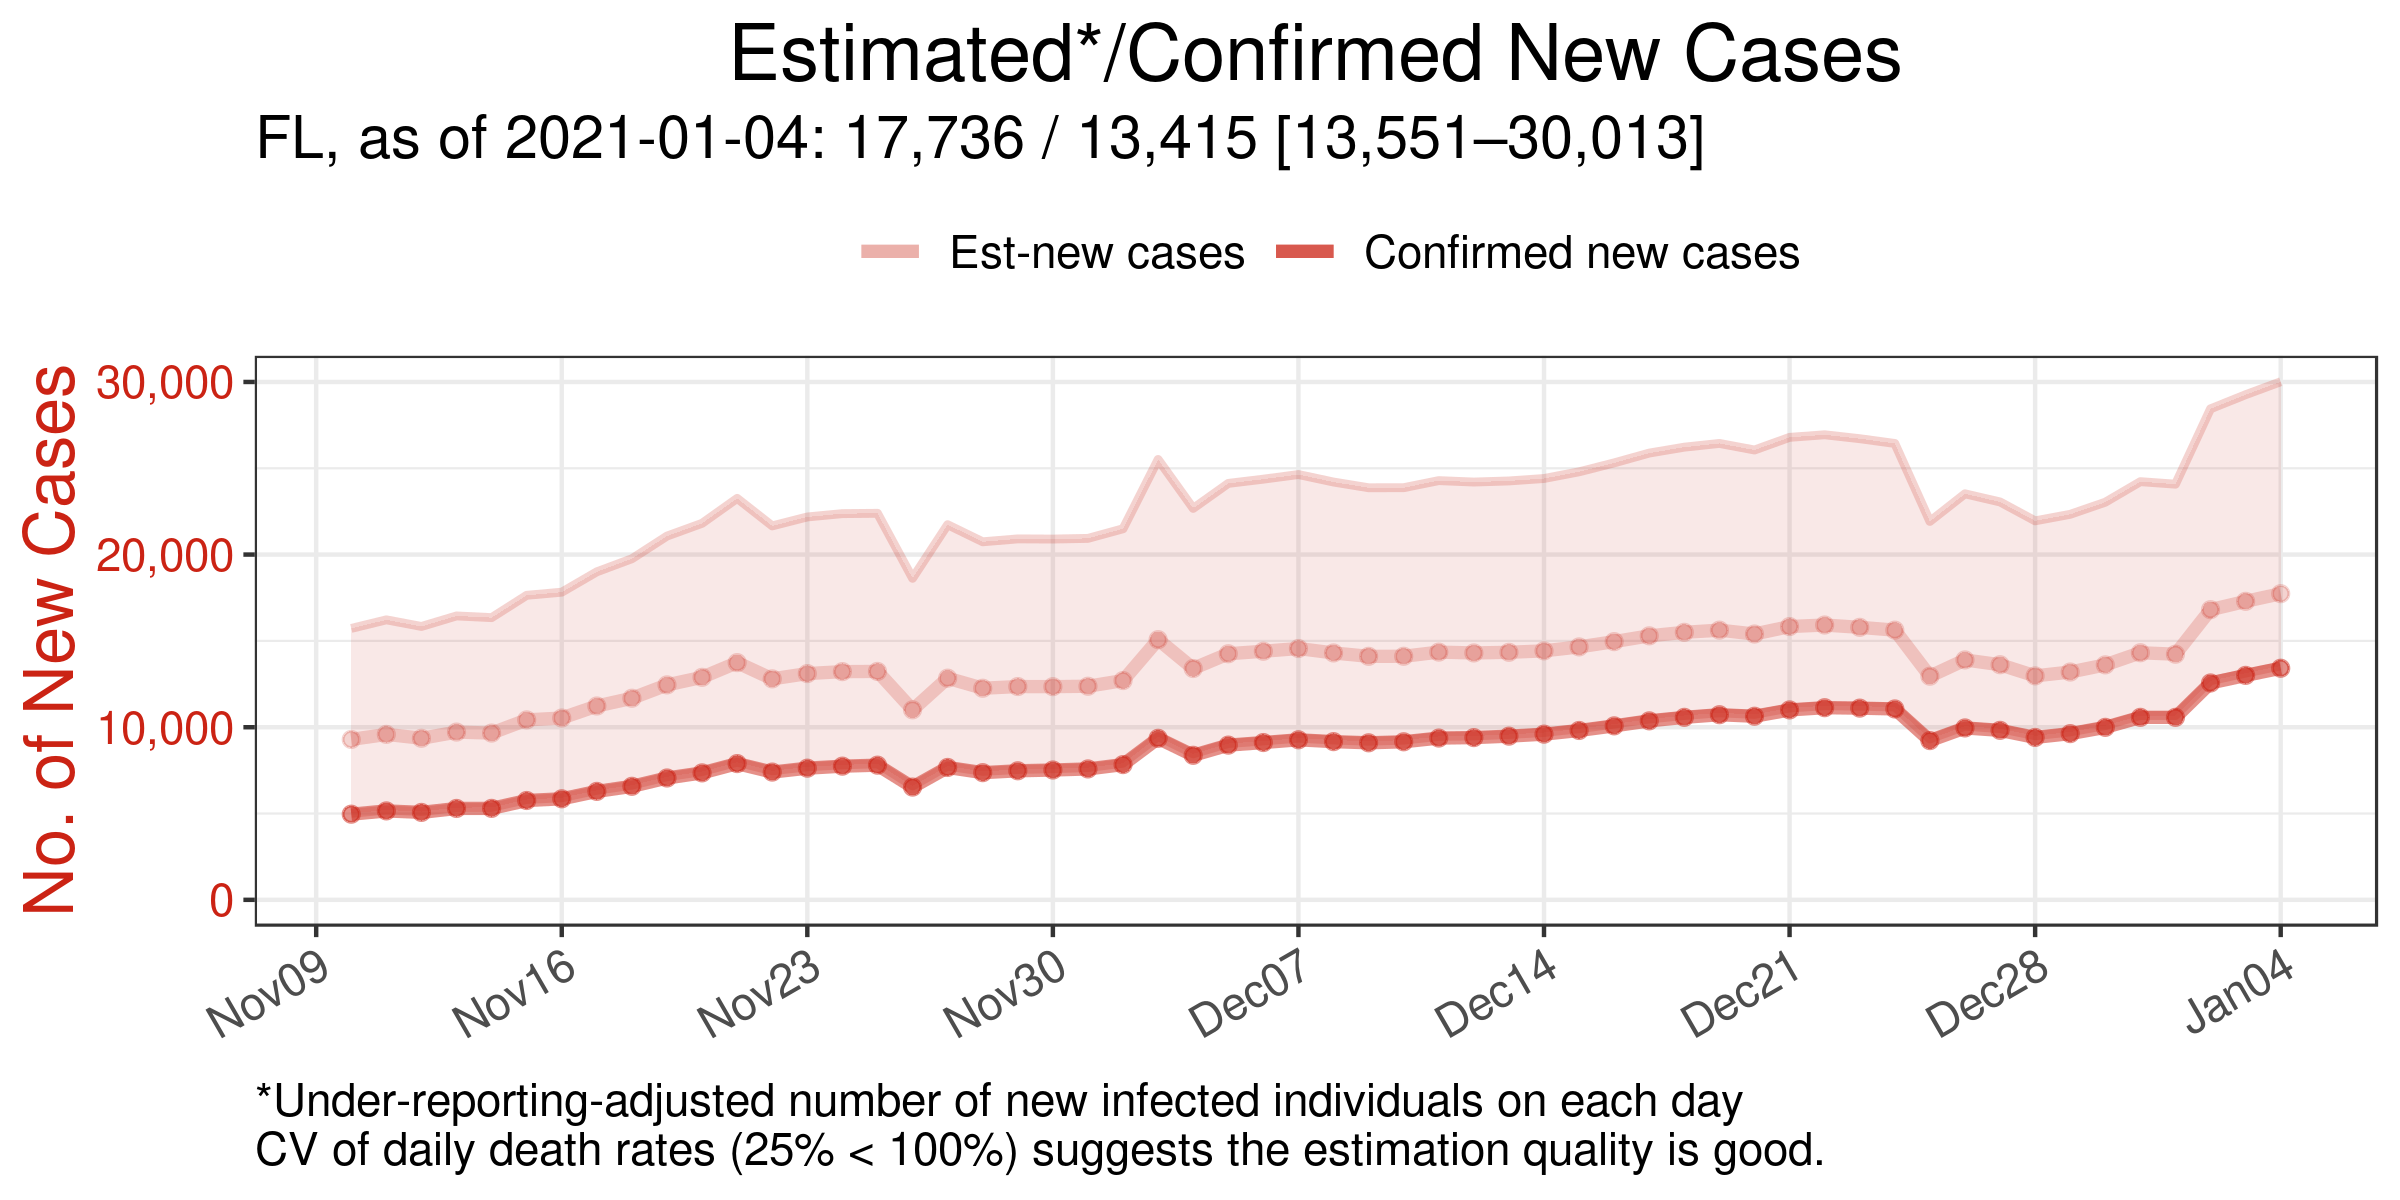 Estimated*/Confirmed New Cases
FL, as of 2021-01-04: 17,736 / 13,415 [13,551–30,013]
Est-new cases Confirmed new cases
No. of New Cases
30,000
20,000
10,000
0
Nov09 Nov16 Nov23 Nov30 Dec07 Dec14 Dec21 Dec28 Jan04
*Under-reporting-adjusted number of new infected individuals on each day
CV of daily death rates (25% < 100%) suggests the estimation quality is good.